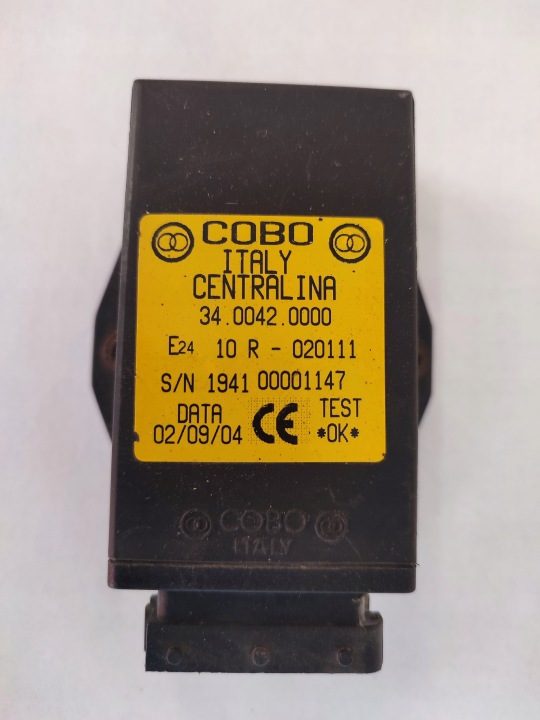 COBO
ITALY
CENTRALINA
34.0042.0000
E24 10 R - 020111
S/N 1941 00001147
DATA
02/09/04
CE
TEST
*OK*
COBO
ITALY